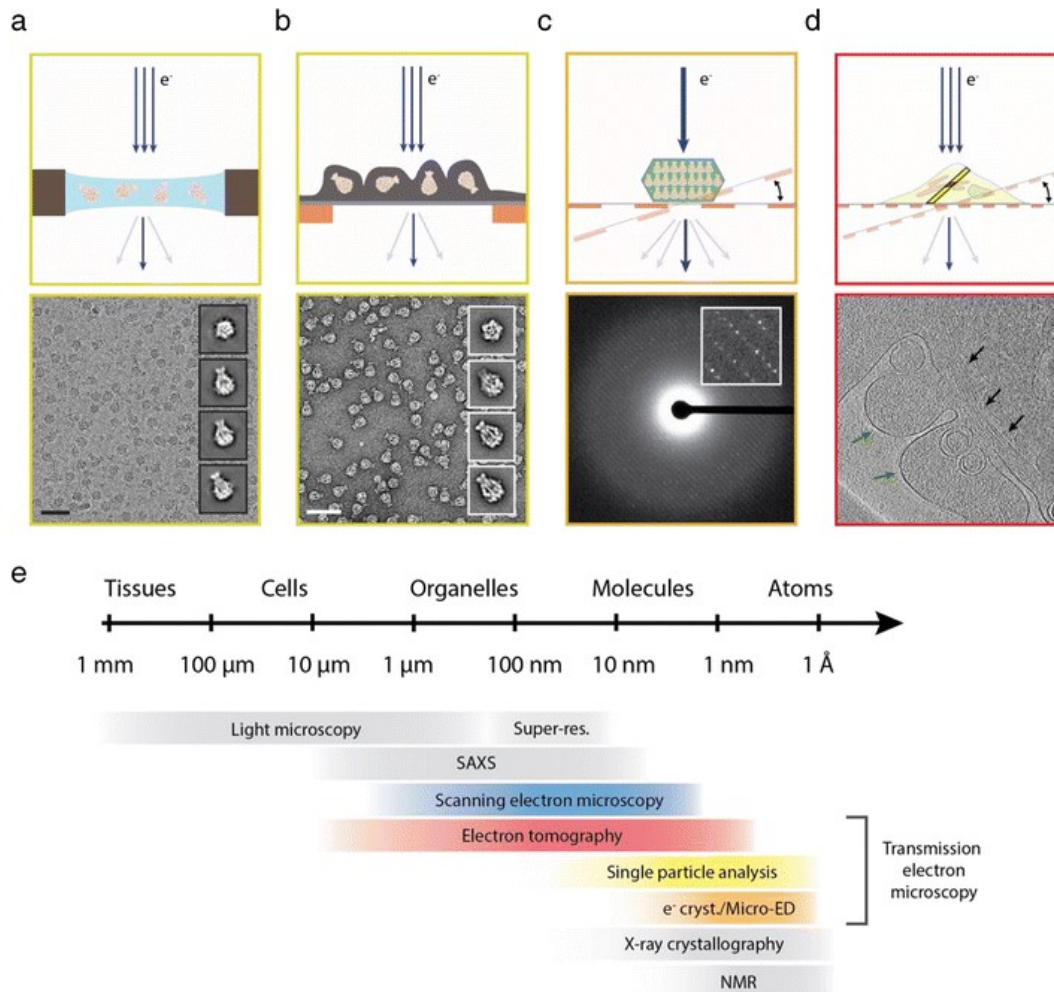 a
b
c
d
e⁻
e⁻
e⁻
e⁻
e
Tissues Cells Organelles Molecules Atoms
1 mm 100 µm 10 µm 1 µm 100 nm 10 nm 1 nm 1 Å
Light microscopy Super-res.
SAXS
Scanning electron microscopy
Electron tomography
Single particle analysis
e⁻ cryst./Micro-ED
X-ray crystallography
NMR
Transmission
electron
microscopy